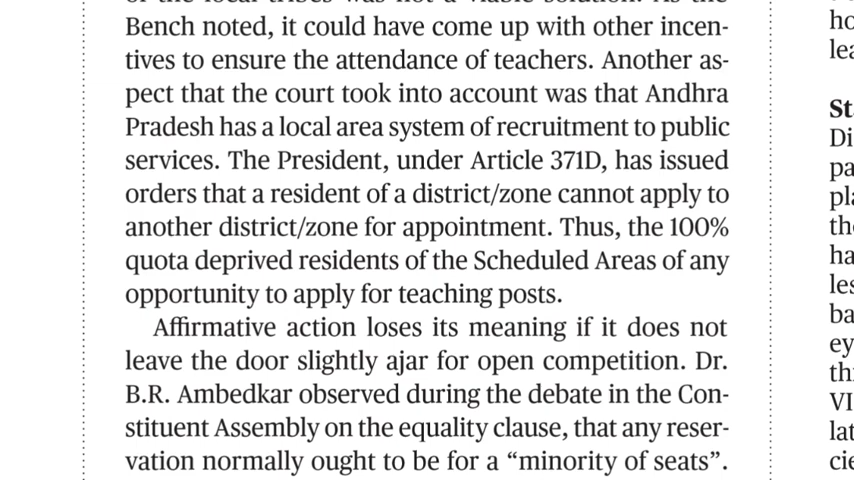 Bench noted, it could have come up with other incen-
tives to ensure the attendance of teachers. Another as-
pect that the court took into account was that Andhra
Pradesh has a local area system of recruitment to public
services. The President, under Article 371D, has issued
orders that a resident of a district/zone cannot apply to
another district/zone for appointment. Thus, the 100%
quota deprived residents of the Scheduled Areas of any
opportunity to apply for teaching posts.
Affirmative action loses its meaning if it does not
leave the door slightly ajar for open competition. Dr.
B.R. Ambedkar observed during the debate in the Con-
stituent Assembly on the equality clause, that any reser-
vation normally ought to be for a “minority of seats”.